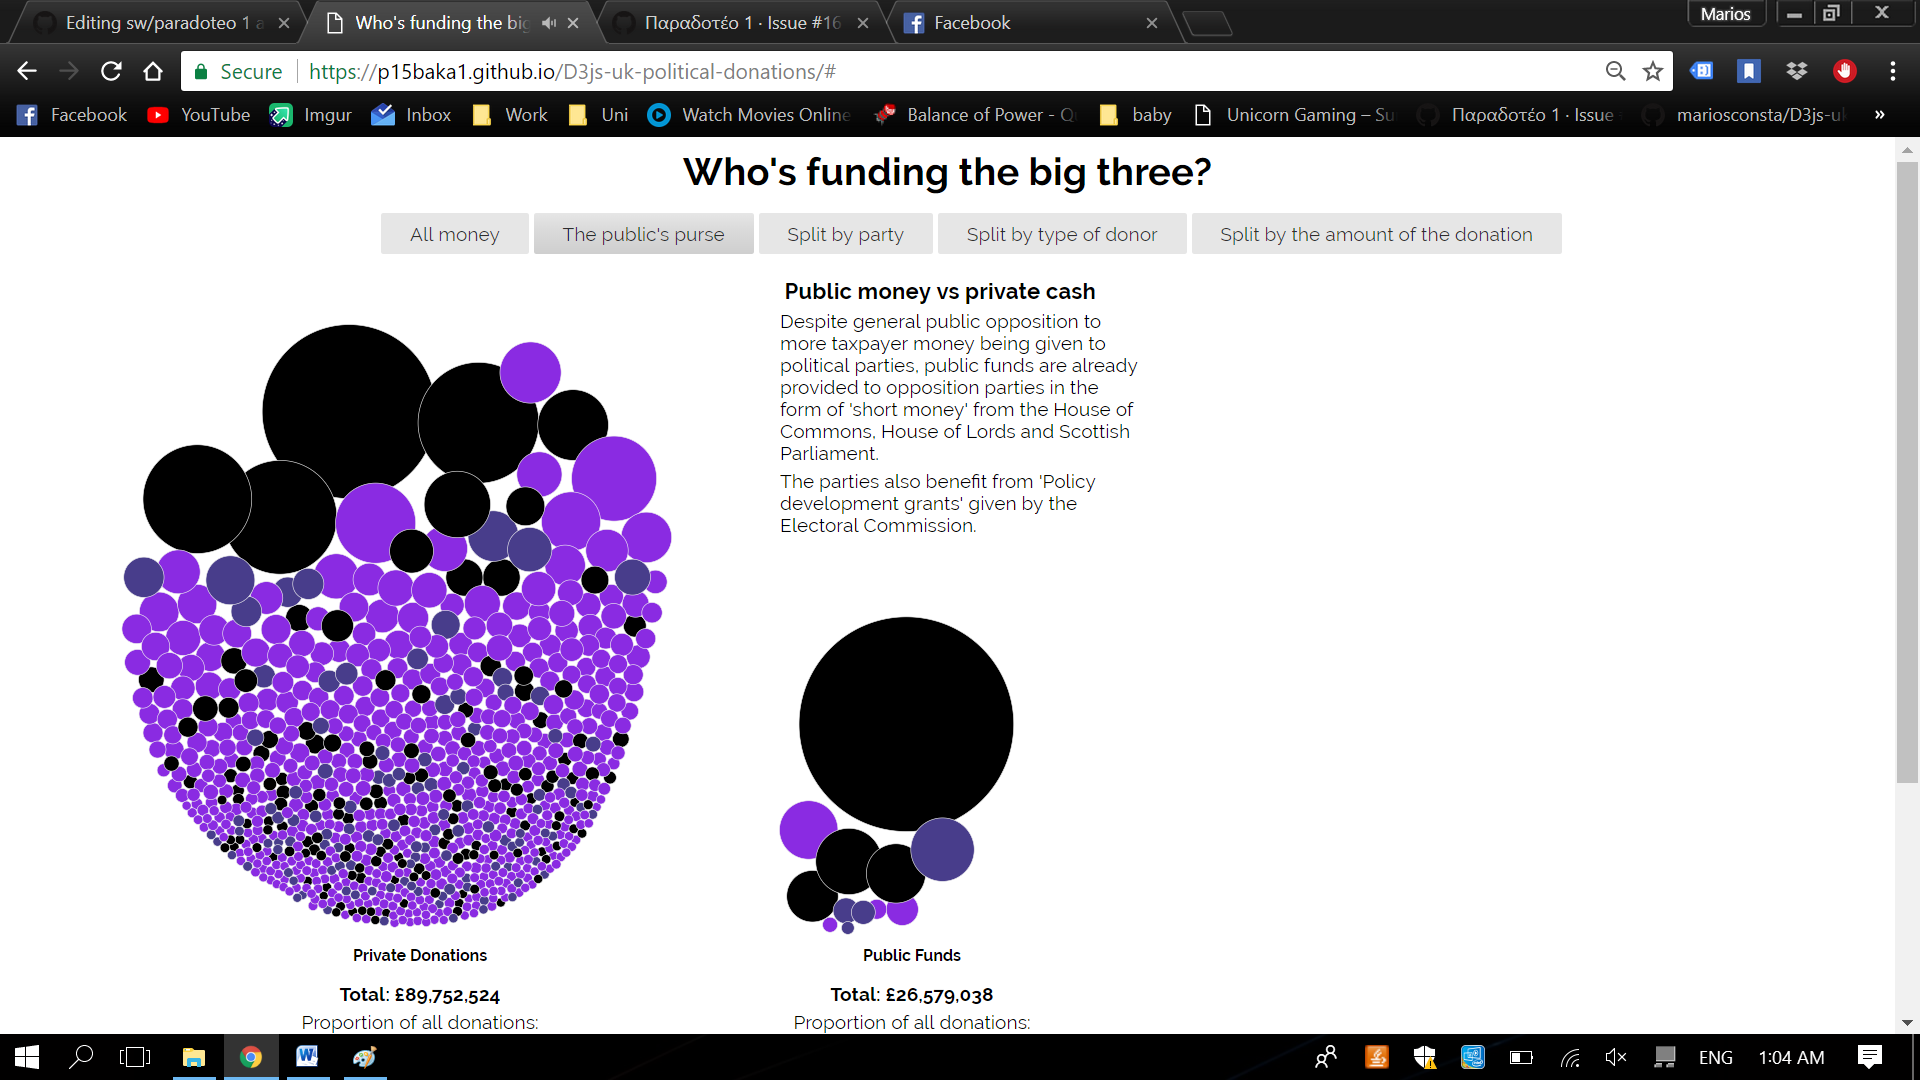 Editing sw/paradoteo 1 a
Who's funding the big
Παραδοτέο 1 · Issue #16
Facebook
Marios
Secure
https://p15baka1.github.io/D3js-uk-political-donations/#
Facebook
YouTube
Imgur
Inbox
Work
Uni
Watch Movies Online
Balance of Power - Q
baby
Unicorn Gaming – Su
Παραδοτέο 1 · Issue
mariosconsta/D3js-uk
»
Who's funding the big three?
All money
The public's purse
Split by party
Split by type of donor
Split by the amount of the donation
Public money vs private cash
Despite general public opposition to
more taxpayer money being given to
political parties, public funds are already
provided to opposition parties in the
form of 'short money' from the House of
Commons, House of Lords and Scottish
Parliament.
The parties also benefit from 'Policy
development grants' given by the
Electoral Commission.
Private Donations
Public Funds
Total: £89,752,524
Total: £26,579,038
Proportion of all donations:
Proportion of all donations:
ENG
1:04 AM